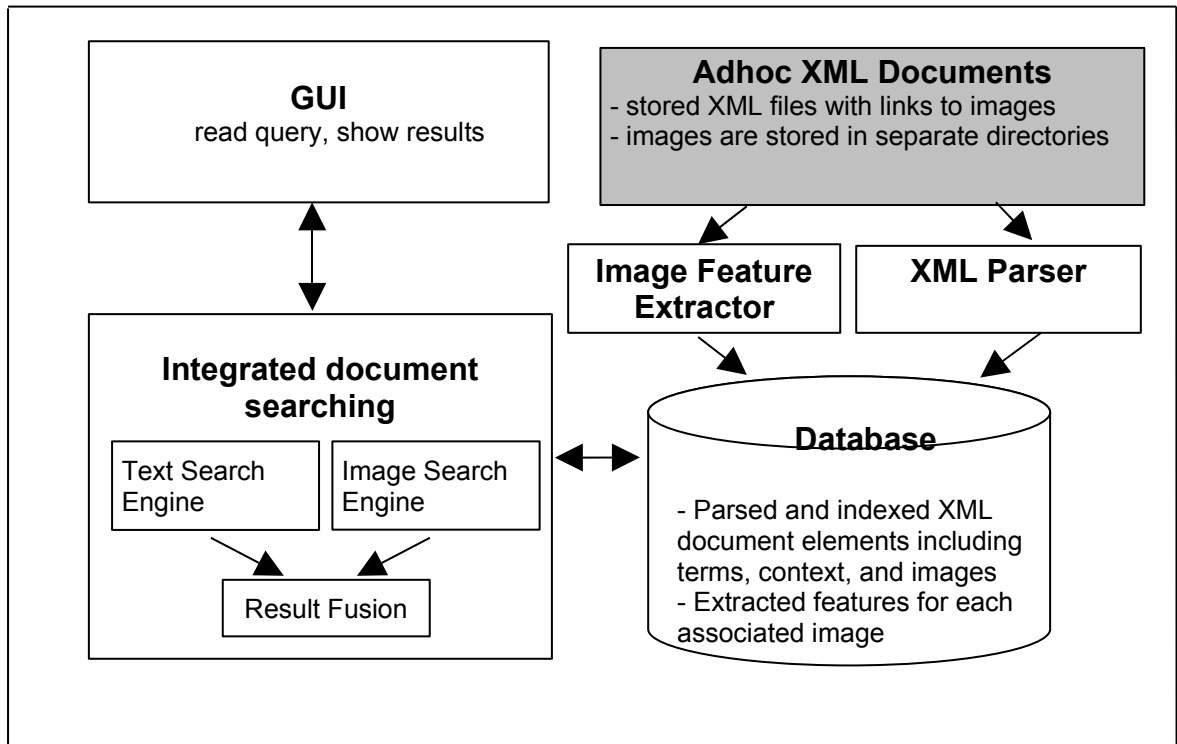 GUI
read query, show results
Adhoc XML Documents
- stored XML files with links to images
- images are stored in separate directories
Image Feature
Extractor
XML Parser
Integrated document
searching
Text Search
Engine
Image Search
Engine
Result Fusion
Database
- Parsed and indexed XML
document elements including
terms, context, and images
- Extracted features for each
associated image